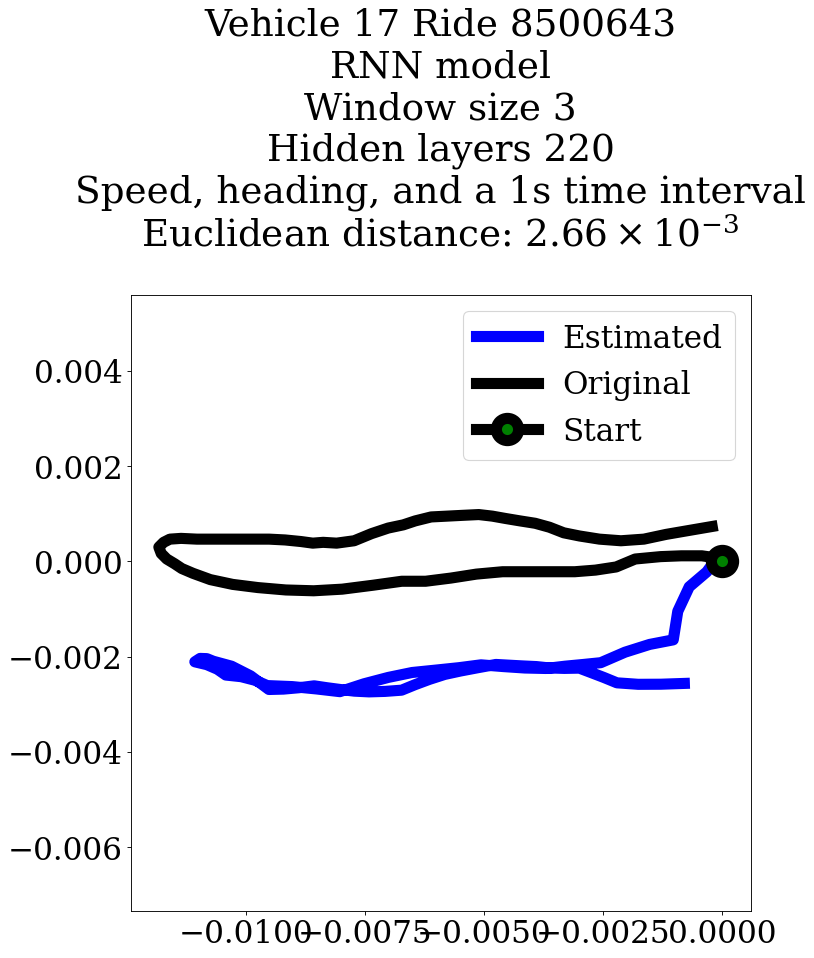 Vehicle 17 Ride 8500643
RNN model
Window size 3
Hidden layers 220
Speed, heading, and a 1s time interval
Euclidean distance: 2.66 × 10⁻³
Estimated
Original
Start
0.004
0.002
0.000
−0.002
−0.004
−0.006
−0.0100 −0.0075 −0.0050 −0.0025 0.0000